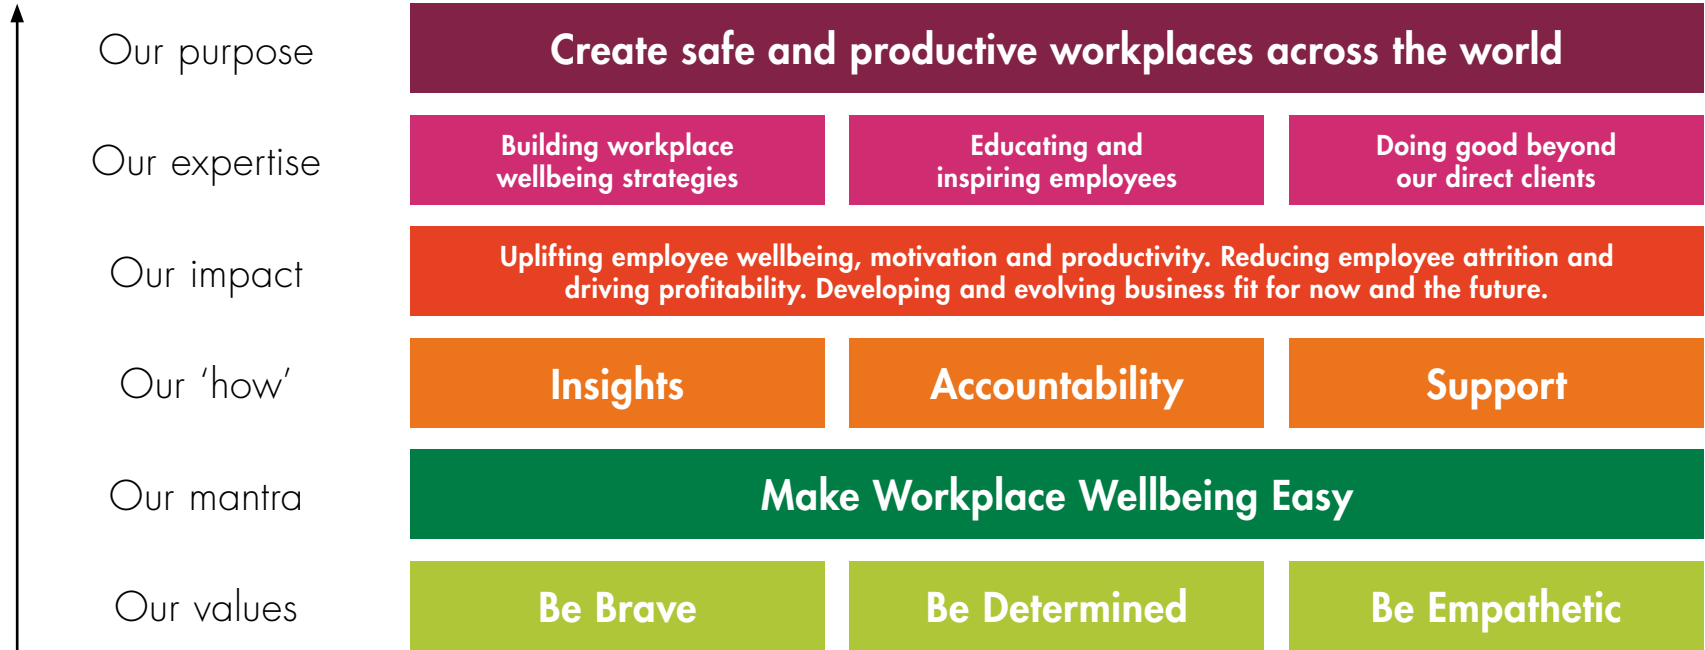 Our purpose
Create safe and productive workplaces across the world
Our expertise
Building workplace
wellbeing strategies
Educating and
inspiring employees
Doing good beyond
our direct clients
Our impact
Uplifting employee wellbeing, motivation and productivity. Reducing employee attrition and
driving profitability. Developing and evolving business fit for now and the future.
Our ‘how’
Insights
Accountability
Support
Our mantra
Make Workplace Wellbeing Easy
Our values
Be Brave
Be Determined
Be Empathetic